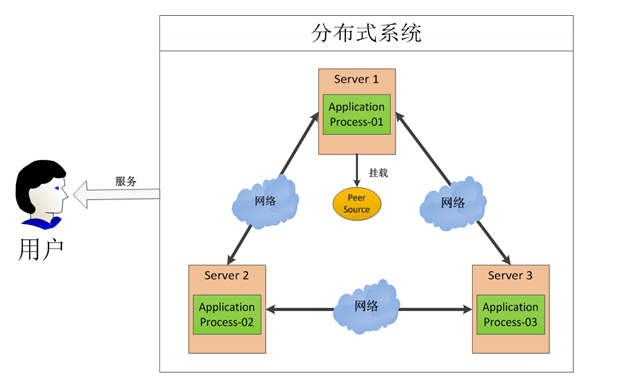 分布式系统
Server 1
Application
Process-01
挂载
服务
Peer
Source
网络
网络
用户
Server 2
Application
Process-02
网络
Server 3
Application
Process-03